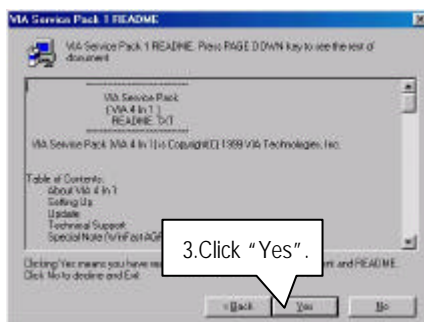 VIA Service Pack 1 README
VIA Service Pack 1 README. Press PAGE DOWN key to see the rest of
document
VIA Service Pack
(VIA 4 In 1)
README.TXT
VIA Service Pack (VIA 4 In 1) is Copyright(C) 1999 VIA Technologies, Inc.
Table of Contents:
About VIA 4 In 1
Setting Up
Update
Technical Support
Special Note (WinFast AGP
3.Click “Yes”.
Clicking Yes means you have
and README.
Click No to decline and Exit
< Back
Yes
No